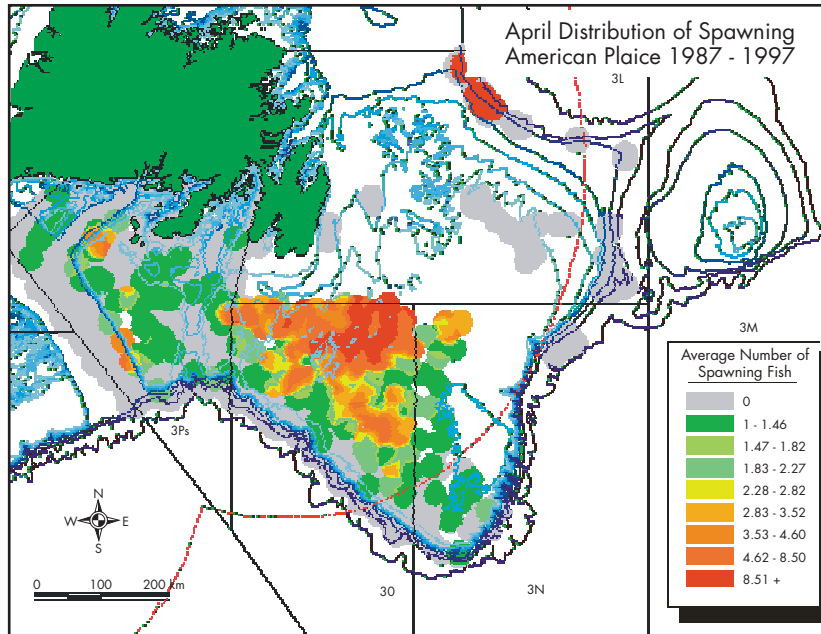 April Distribution of Spawning
American Plaice 1987 - 1997
3L
3M
Average Number of
Spawning Fish
0
1 - 1.46
1.47 - 1.82
1.83 - 2.27
2.28 - 2.82
2.83 - 3.52
3.53 - 4.60
4.62 - 8.50
8.51 +
3Ps
N
W E
S
0 100 200 km
30
3N